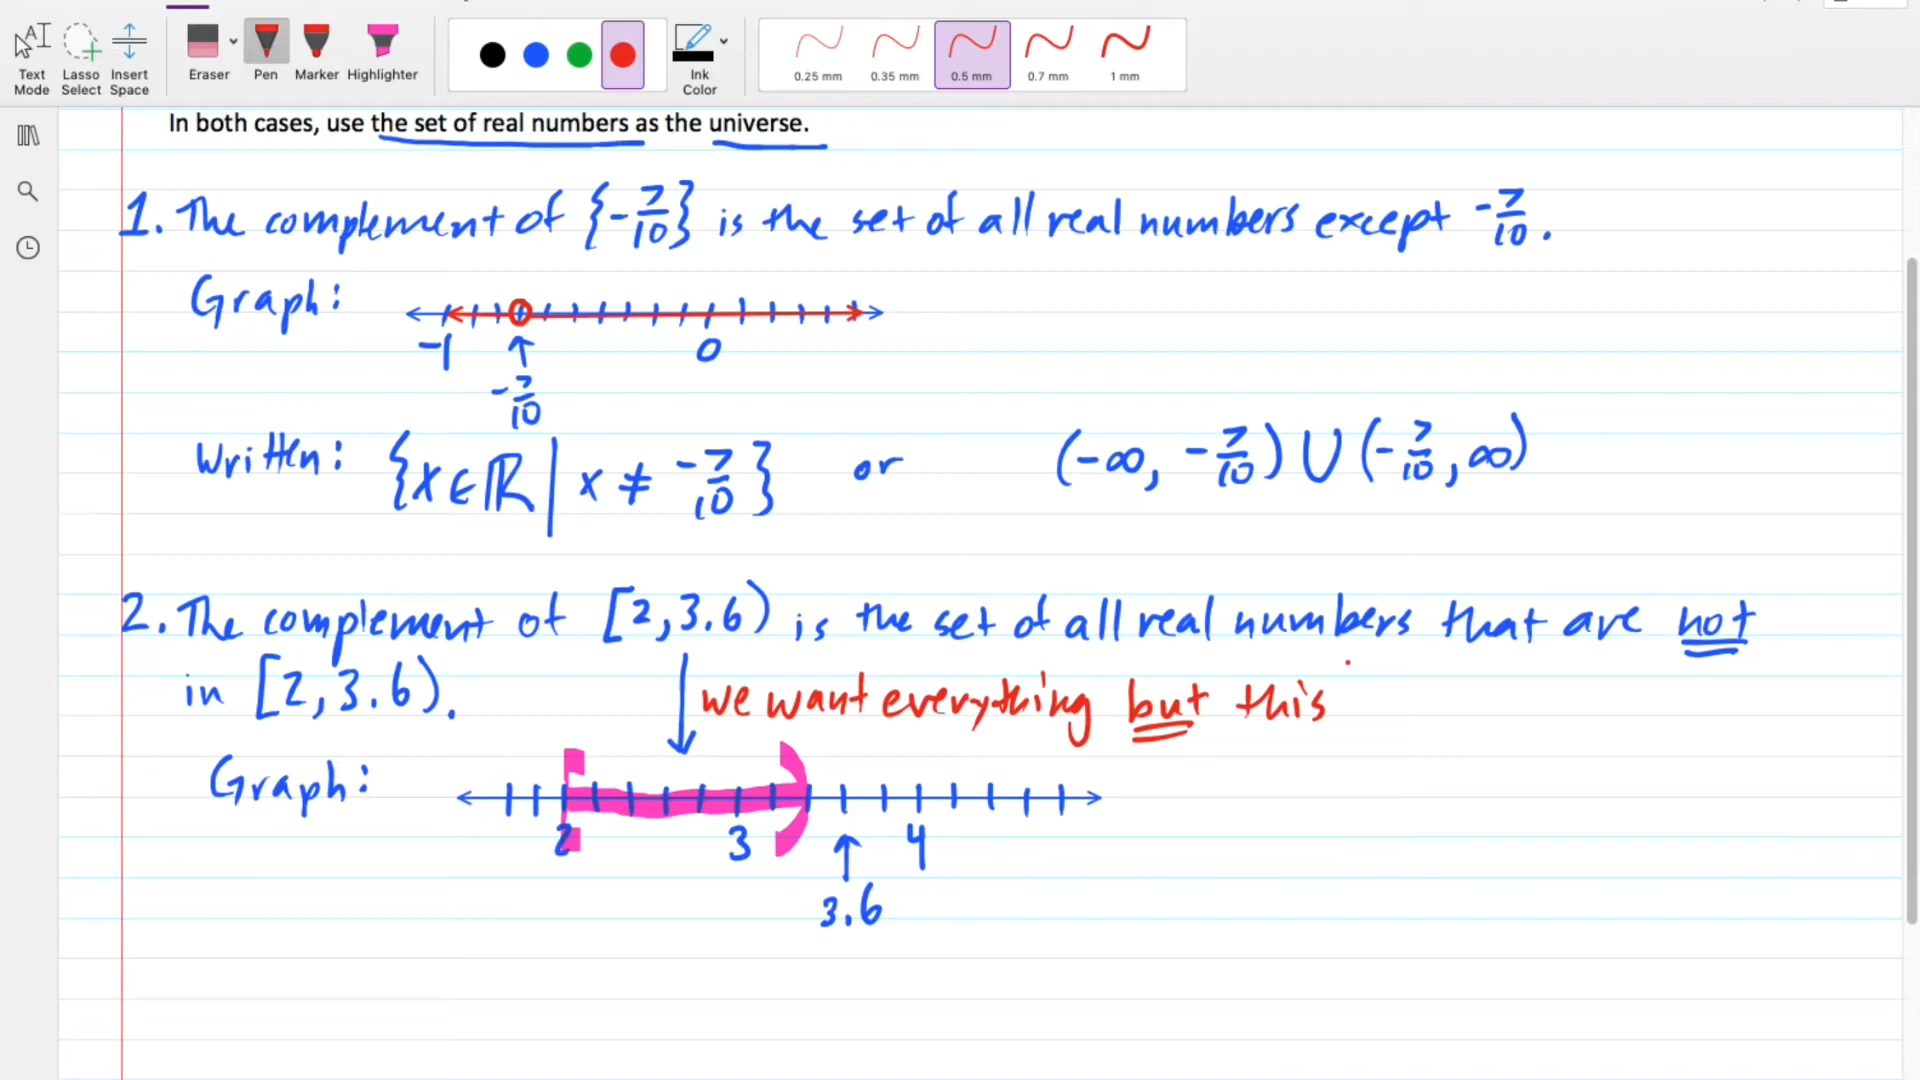 Text Mode
Lasso Select
Insert Space
Eraser
Pen
Marker
Highlighter
Ink Color
0.25 mm
0.35 mm
0.5 mm
0.7 mm
1 mm
In both cases, use the set of real numbers as the universe.
1. The complement of {-7/10} is the set of all real numbers except -7/10.
Graph:
-1 0
-7/10
Written: {x∈ℝ | x ≠ -7/10} or (-∞, -7/10) ∪ (-7/10, ∞)
2. The complement of [2, 3.6) is the set of all real numbers that are not
in [2, 3.6).
we want everything but this
Graph:
2 3 4
3.6